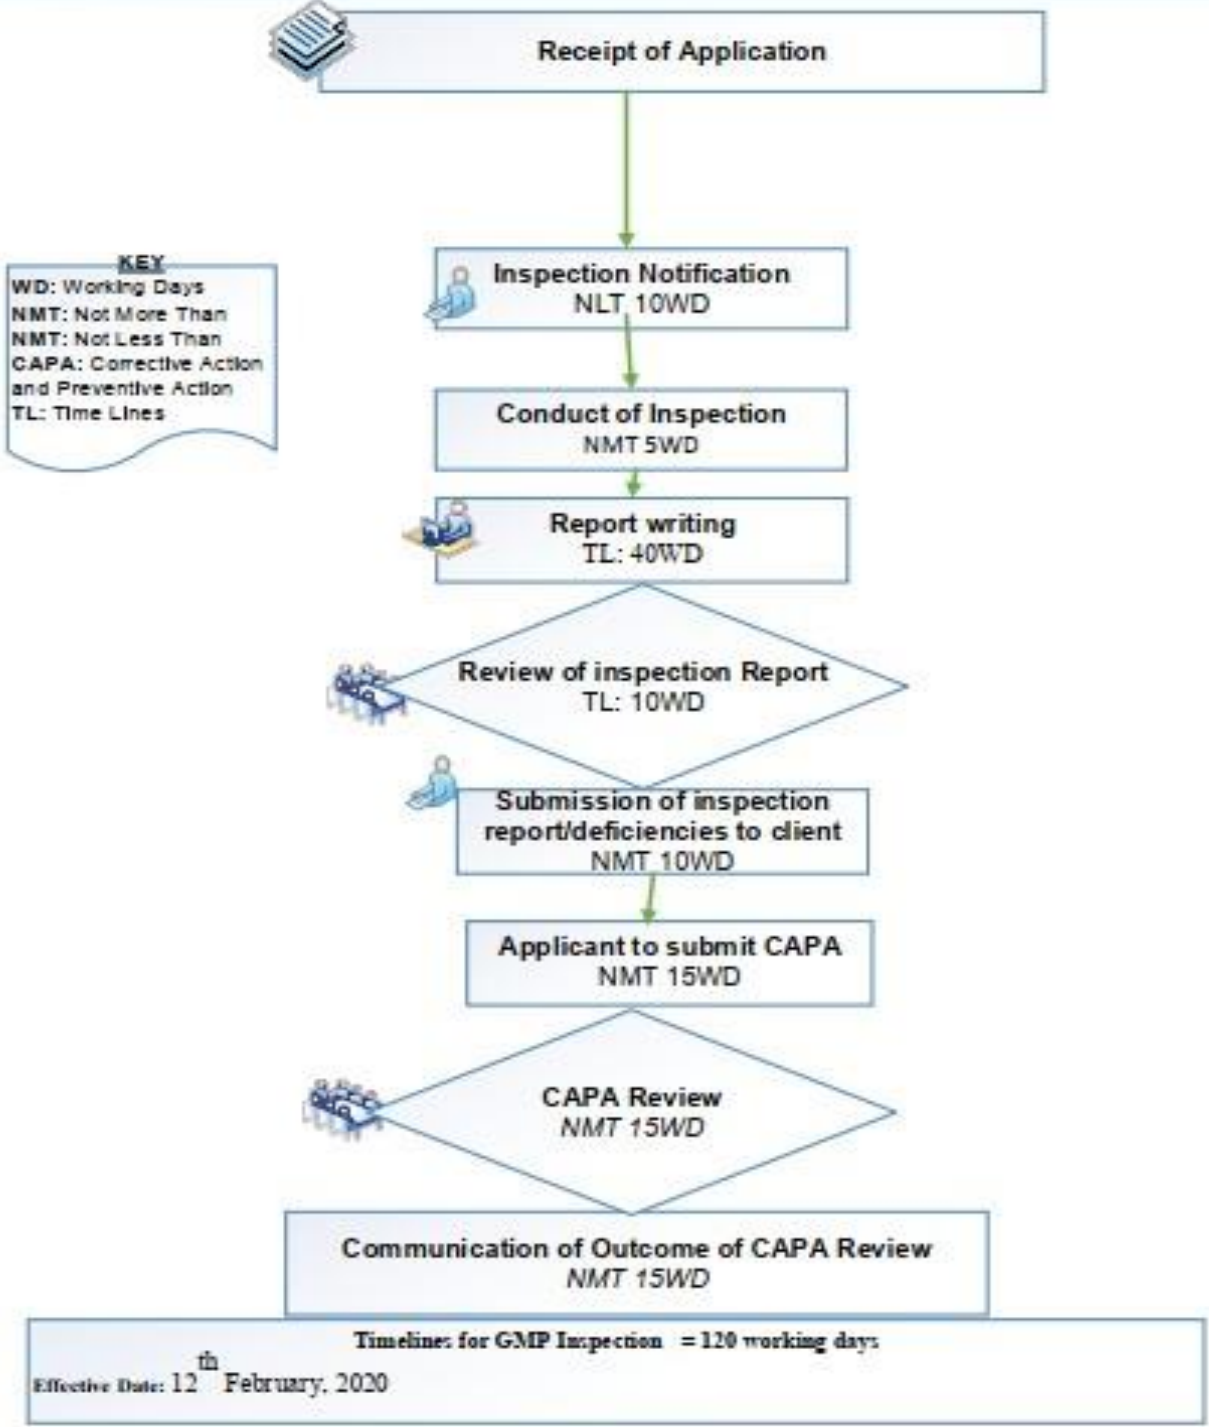 Receipt of Application
KEY
WD: Working Days
NMT: Not More Than
NMT: Not Less Than
CAPA: Corrective Action
and Preventive Action
TL: Time Lines
Inspection Notification
NLT 10WD
Conduct of Inspection
NMT 5WD
Report writing
TL: 40WD
Review of inspection Report
TL: 10WD
Submission of inspection
report/deficiencies to client
NMT 10WD
Applicant to submit CAPA
NMT 15WD
CAPA Review
NMT 15WD
Communication of Outcome of CAPA Review
NMT 15WD
Timelines for GMP Inspection = 120 working days
Effective Date: 12th February, 2020